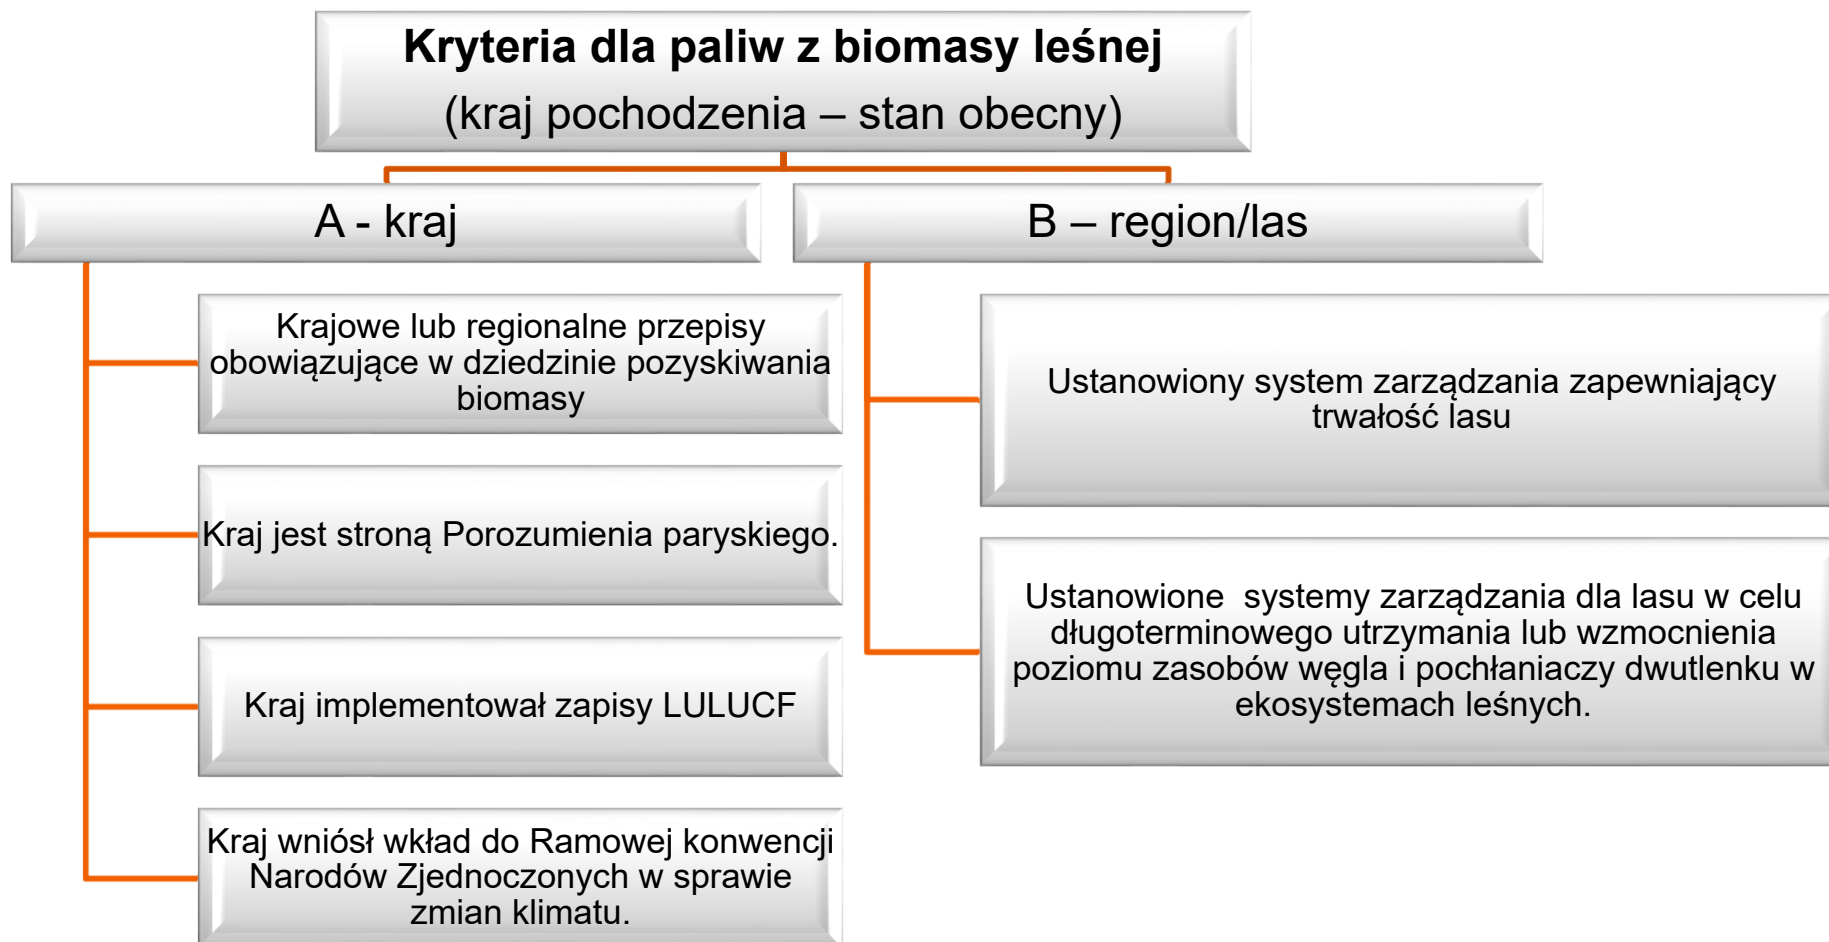 Kryteria dla paliw z biomasy leśnej
(kraj pochodzenia – stan obecny)
A - kraj
Krajowe lub regionalne przepisy
obowiązujące w dziedzinie pozyskiwania
biomasy
Kraj jest stroną Porozumienia paryskiego.
Kraj implementował zapisy LULUCF
Kraj wniósł wkład do Ramowej konwencji
Narodów Zjednoczonych w sprawie
zmian klimatu.
B – region/las
Ustanowiony system zarządzania zapewniający
trwałość lasu
Ustanowione  systemy zarządzania dla lasu w celu
długoterminowego utrzymania lub wzmocnienia
poziomu zasobów węgla i pochłaniaczy dwutlenku w
ekosystemach leśnych.